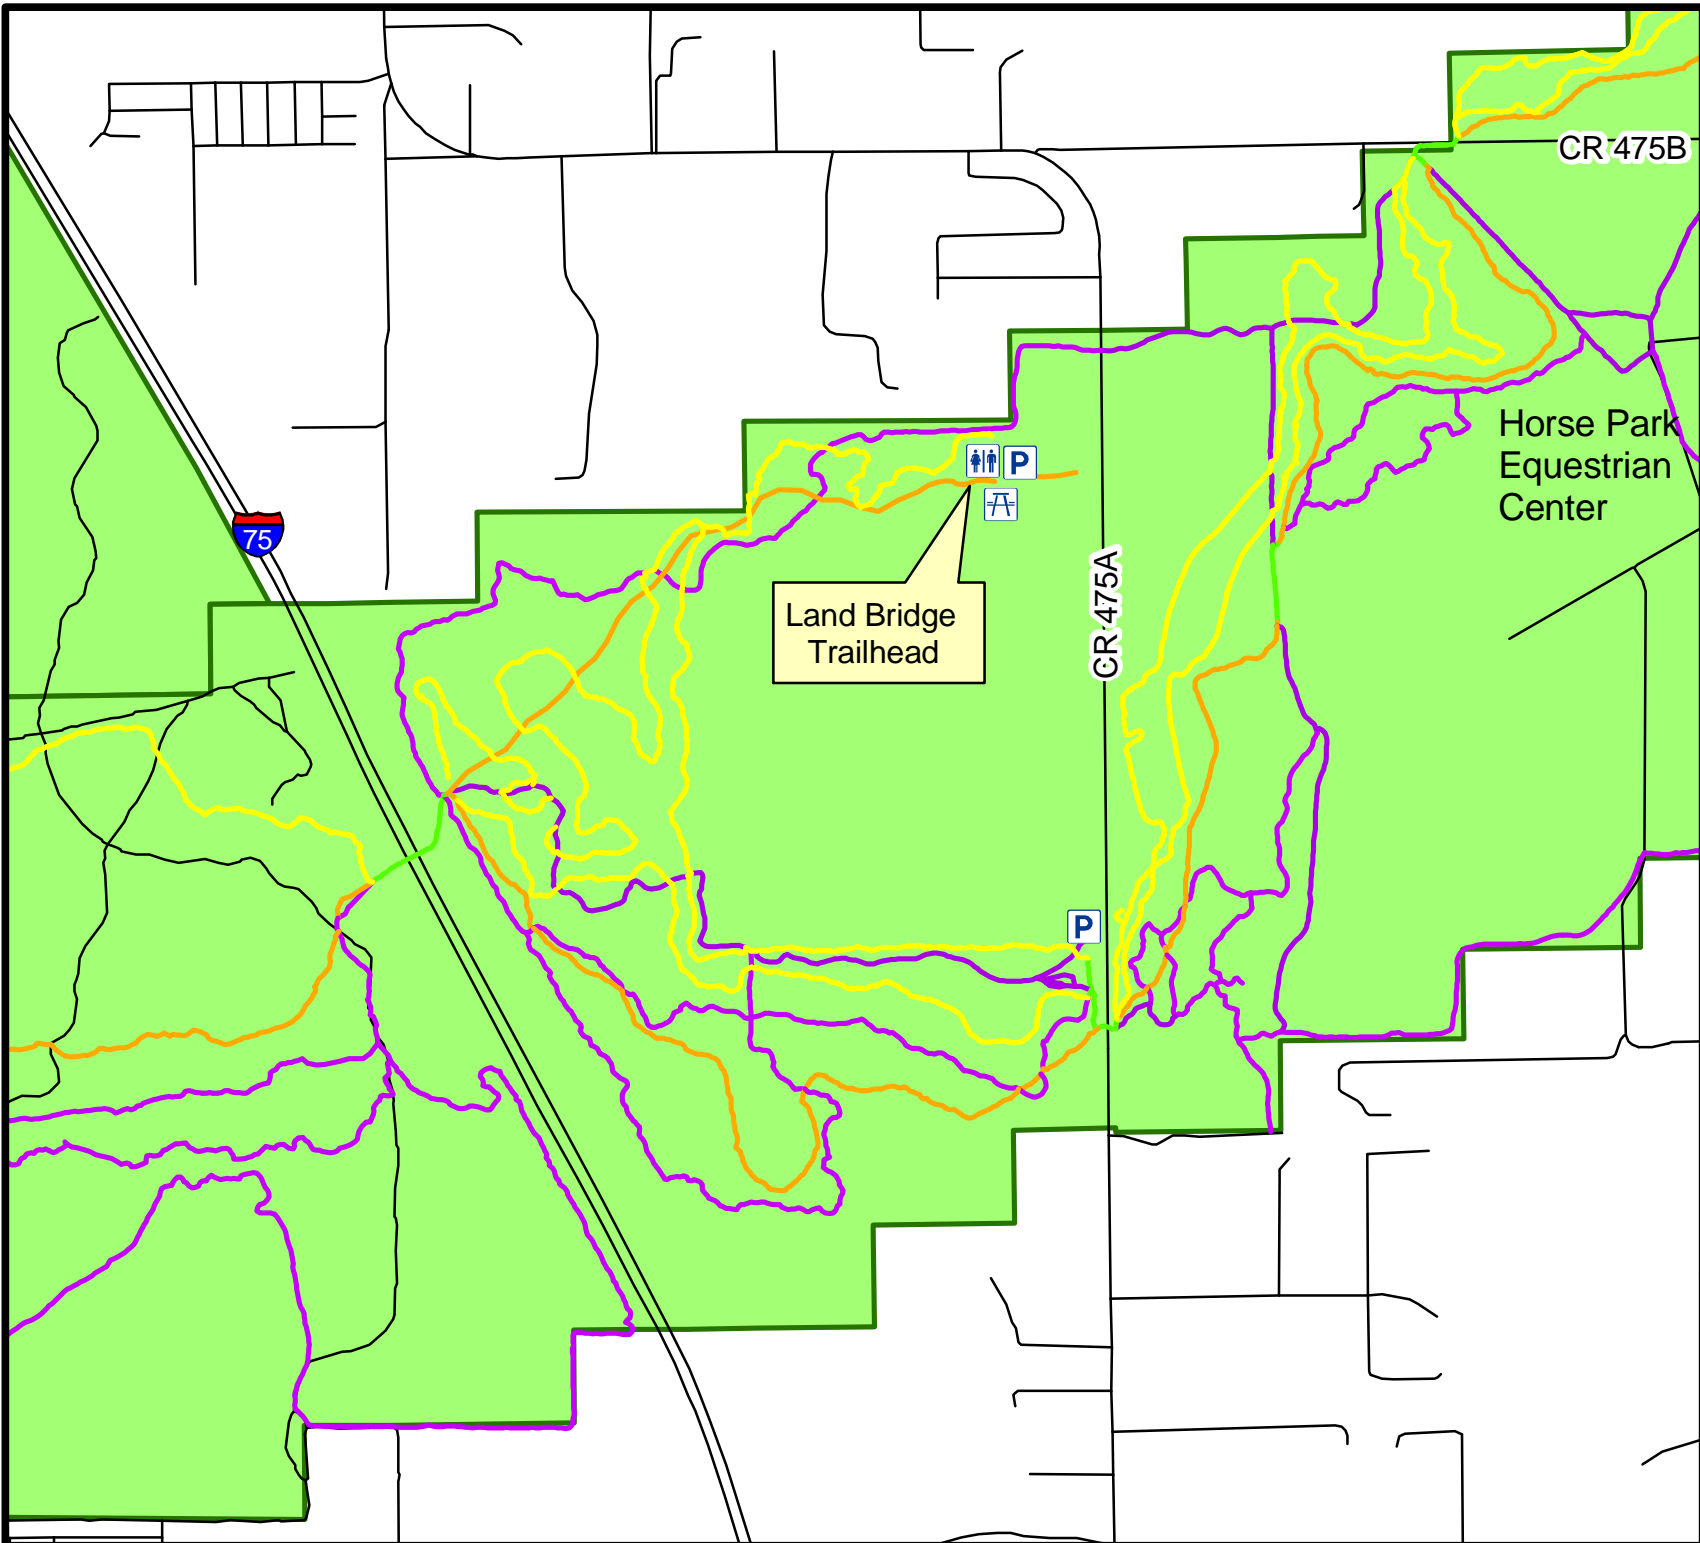 CR 475B
Horse Park
Equestrian
Center
P
75
CR 475A
Land Bridge
Trailhead
P